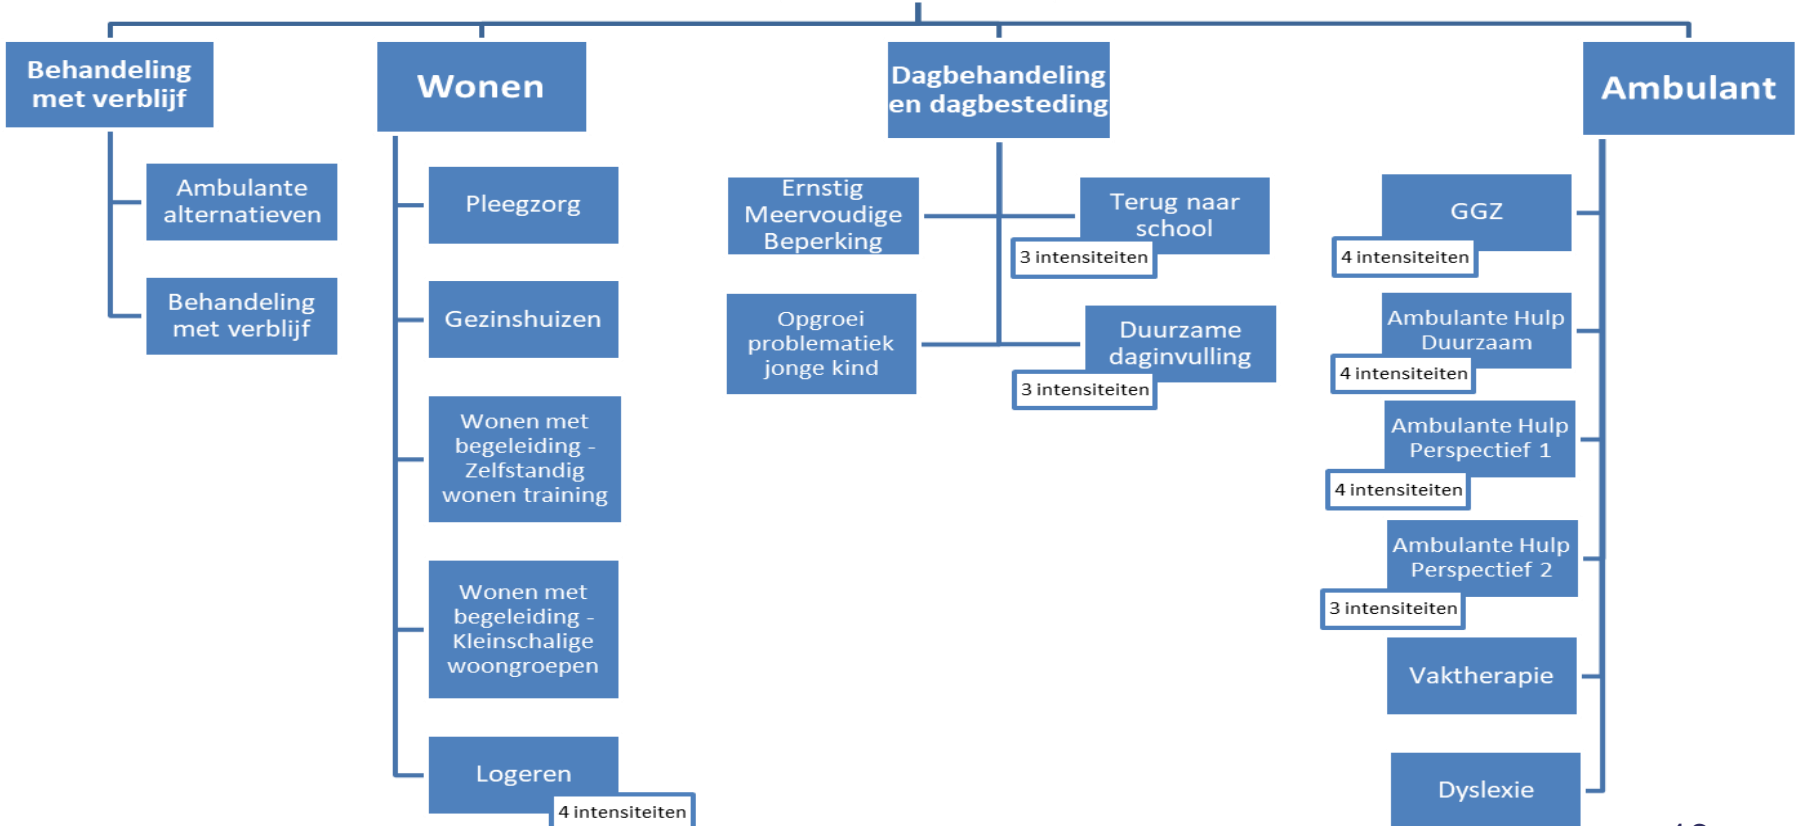 Behandeling
met verblijf
Ambulante
alternatieven
Behandeling
met verblijf
Wonen
Pleegzorg
Gezinshuizen
Wonen met
begeleiding -
Zelfstandig
wonen training
Wonen met
begeleiding -
Kleinschalige
woongroepen
Logeren
4 intensiteiten
Dagbehandeling
en dagbesteding
Ernstig
Meervoudige
Beperking
Terug naar
school
3 intensiteiten
Opgroei
problematiek
jonge kind
Duurzame
daginvulling
3 intensiteiten
Ambulant
GGZ
4 intensiteiten
Ambulante Hulp
Duurzaam
4 intensiteiten
Ambulante Hulp
Perspectief 1
4 intensiteiten
Ambulante Hulp
Perspectief 2
3 intensiteiten
Vaktherapie
Dyslexie